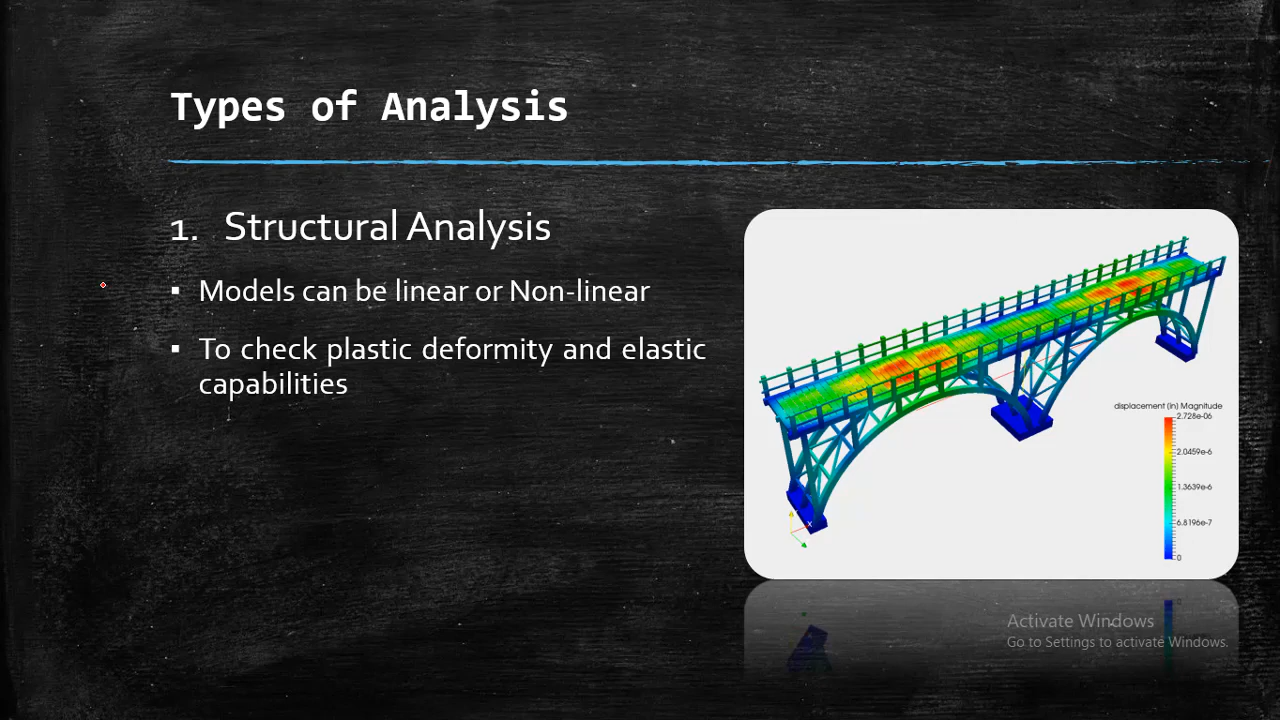 Types of Analysis
1. Structural Analysis
▪ Models can be linear or Non-linear
▪ To check plastic deformity and elastic
capabilities
displacement (in) Magnitude
2.728e-06
2.0459e-6
1.3639e-6
6.8196e-7
0
X
0
Activate Windows
Go to Settings to activate Windows.